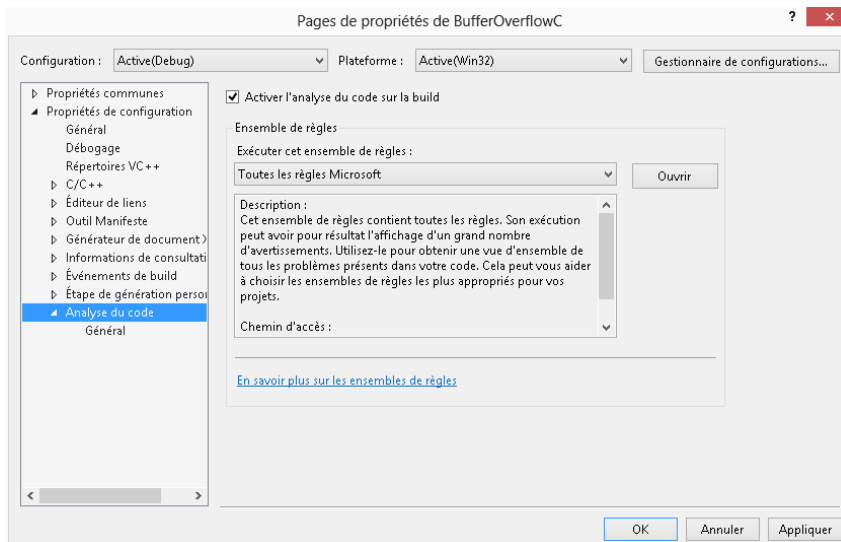 Pages de propriétés de BufferOverflowC
?
Configuration :
Active(Debug)
Plateforme :
Active(Win32)
Gestionnaire de configurations...
Propriétés communes
Propriétés de configuration
Général
Débogage
Répertoires VC++
C/C++
Éditeur de liens
Outil Manifeste
Générateur de document
Informations de consultati
Événements de build
Étape de génération person
Analyse du code
Général
Activer l'analyse du code sur la build
Ensemble de règles
Exécuter cet ensemble de règles :
Toutes les règles Microsoft
Ouvrir
Description :
Cet ensemble de règles contient toutes les règles. Son exécution
peut avoir pour résultat l'affichage d'un grand nombre
d'avertissements. Utilisez-le pour obtenir une vue d'ensemble de
tous les problèmes présents dans votre code. Cela peut vous aider
à choisir les ensembles de règles les plus appropriés pour vos
projets.
Chemin d'accès :
En savoir plus sur les ensembles de règles
OK
Annuler
Appliquer